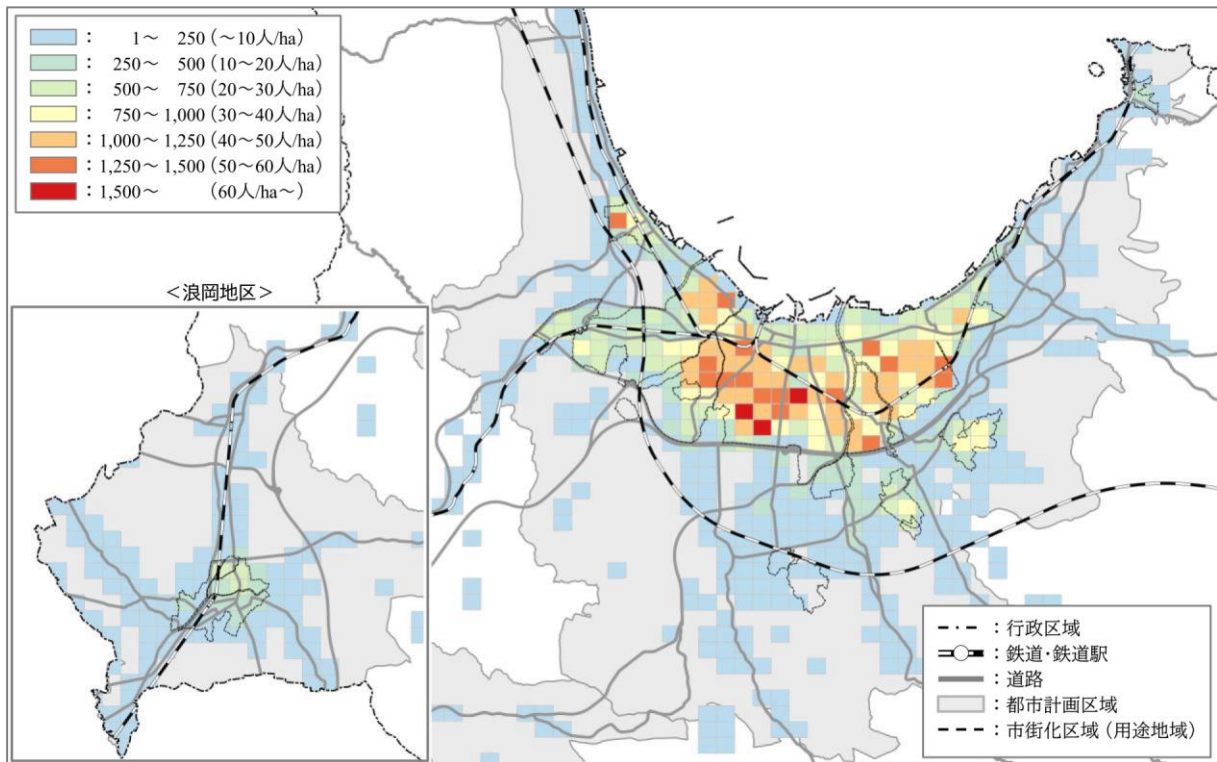 : 1～ 250 (～10人/ha)
: 250～ 500 (10～20人/ha)
: 500～ 750 (20～30人/ha)
: 750～1,000 (30～40人/ha)
: 1,000～1,250 (40～50人/ha)
: 1,250～1,500 (50～60人/ha)
: 1,500～ (60人/ha～)
<浪岡地区>
: 行政区域
: 鉄道・鉄道駅
: 道路
: 都市計画区域
: 市街化区域 (用途地域)